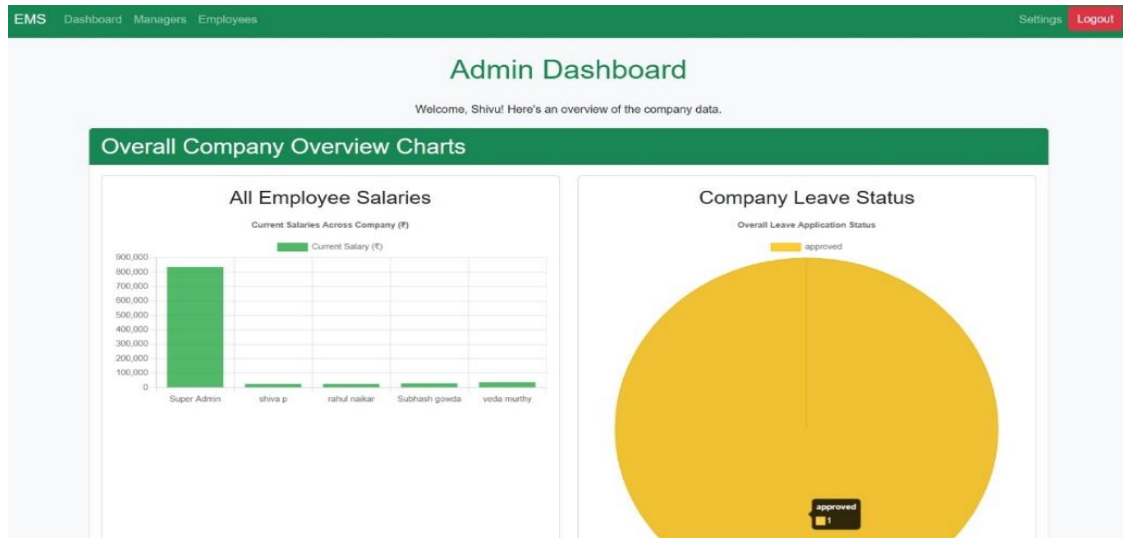 EMS Dashboard Managers Employees Settings Logout
Admin Dashboard
Welcome, Shivu! Here's an overview of the company data.
Overall Company Overview Charts
All Employee Salaries
Current Salaries Across Company (₹)
Current Salary (₹)
900,000
800,000
700,000
600,000
500,000
400,000
300,000
200,000
100,000
0
Super Admin shiva p rahul naikar Subhash gowda veda murthy
Company Leave Status
Overall Leave Application Status
approved
approved
1